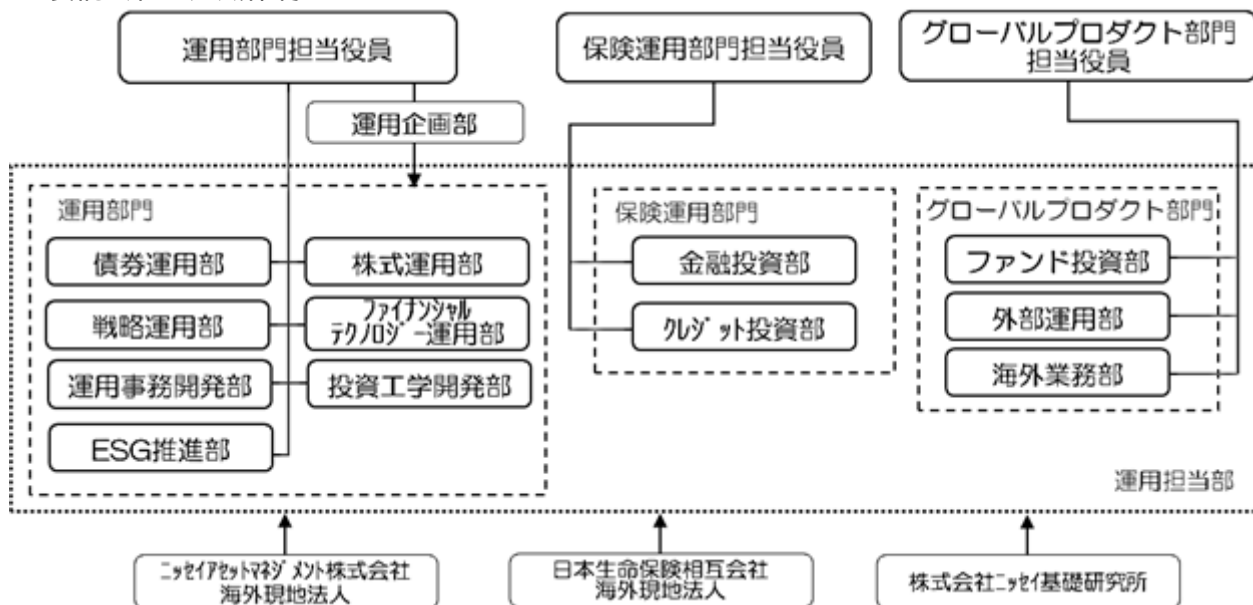 運用部門担当役員
保険運用部門担当役員
グローバルプロダクト部門
担当役員
運用企画部
運用部門
債券運用部
株式運用部
戦略運用部
ファイナンシャル
テクノロジー運用部
運用事務開発部
投資工学開発部
ESG推進部
保険運用部門
金融投資部
クレジット投資部
グローバルプロダクト部門
ファンド投資部
外部運用部
海外業務部
運用担当部
ニッセイアセットマネジメント株式会社
海外現地法人
日本生命保険相互会社
海外現地法人
株式会社ニッセイ基礎研究所